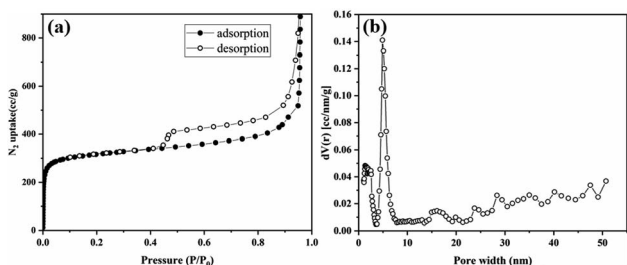 (a)
adsorption
desorption
N2 uptake(cc/g)
800
600
400
200
0
0.0 0.2 0.4 0.6 0.8 1.0
Pressure (P/P0)
(b)
dV(r) [cc/nm/g]
0.16
0.14
0.12
0.10
0.08
0.06
0.04
0.02
0.00
0 10 20 30 40 50
Pore width (nm)